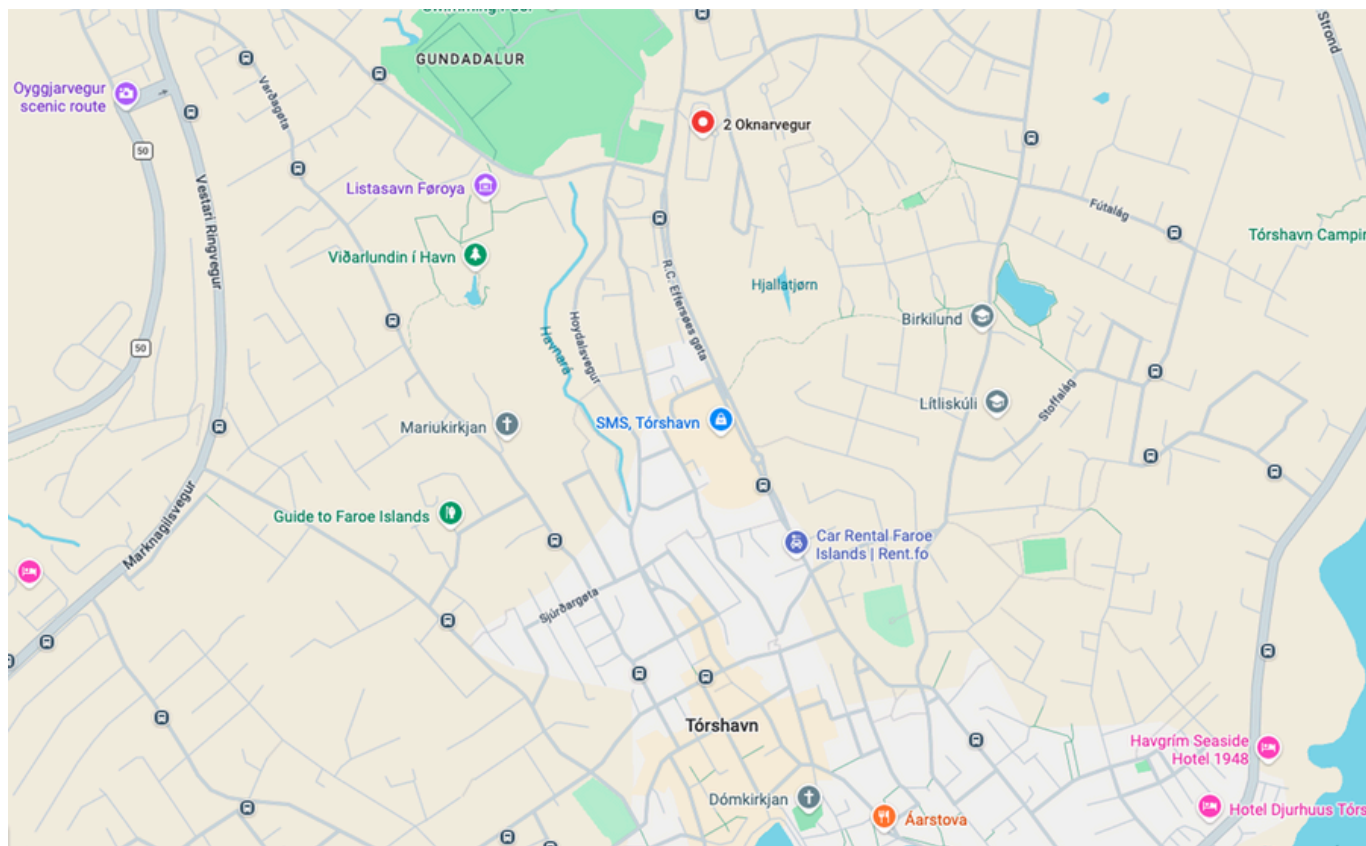 Swimming Pool
GUNDADALUR
Strond
Oyggjarvegur
scenic route
Varðagøta
2 Oknarvegur
50
Vestari Ringvegur
Listasavn Føroya
Fútalág
Viðarlundin í Havn
Tórshavn Campin
R.C. Effersøes gøta
Hjallatjørn
Birkilund
Havnará
Hoydalsvegur
50
Stoffalág
Lítliskúli
SMS, Tórshavn
Mariukirkjan
Guide to Faroe Islands
Marknagilsvegur
Car Rental Faroe
Islands | Rent.fo
Sjúrðargøta
Tórshavn
Havgrím Seaside
Hotel 1948
Dómkirkjan
Áarstova
Hotel Djurhuus Tórs